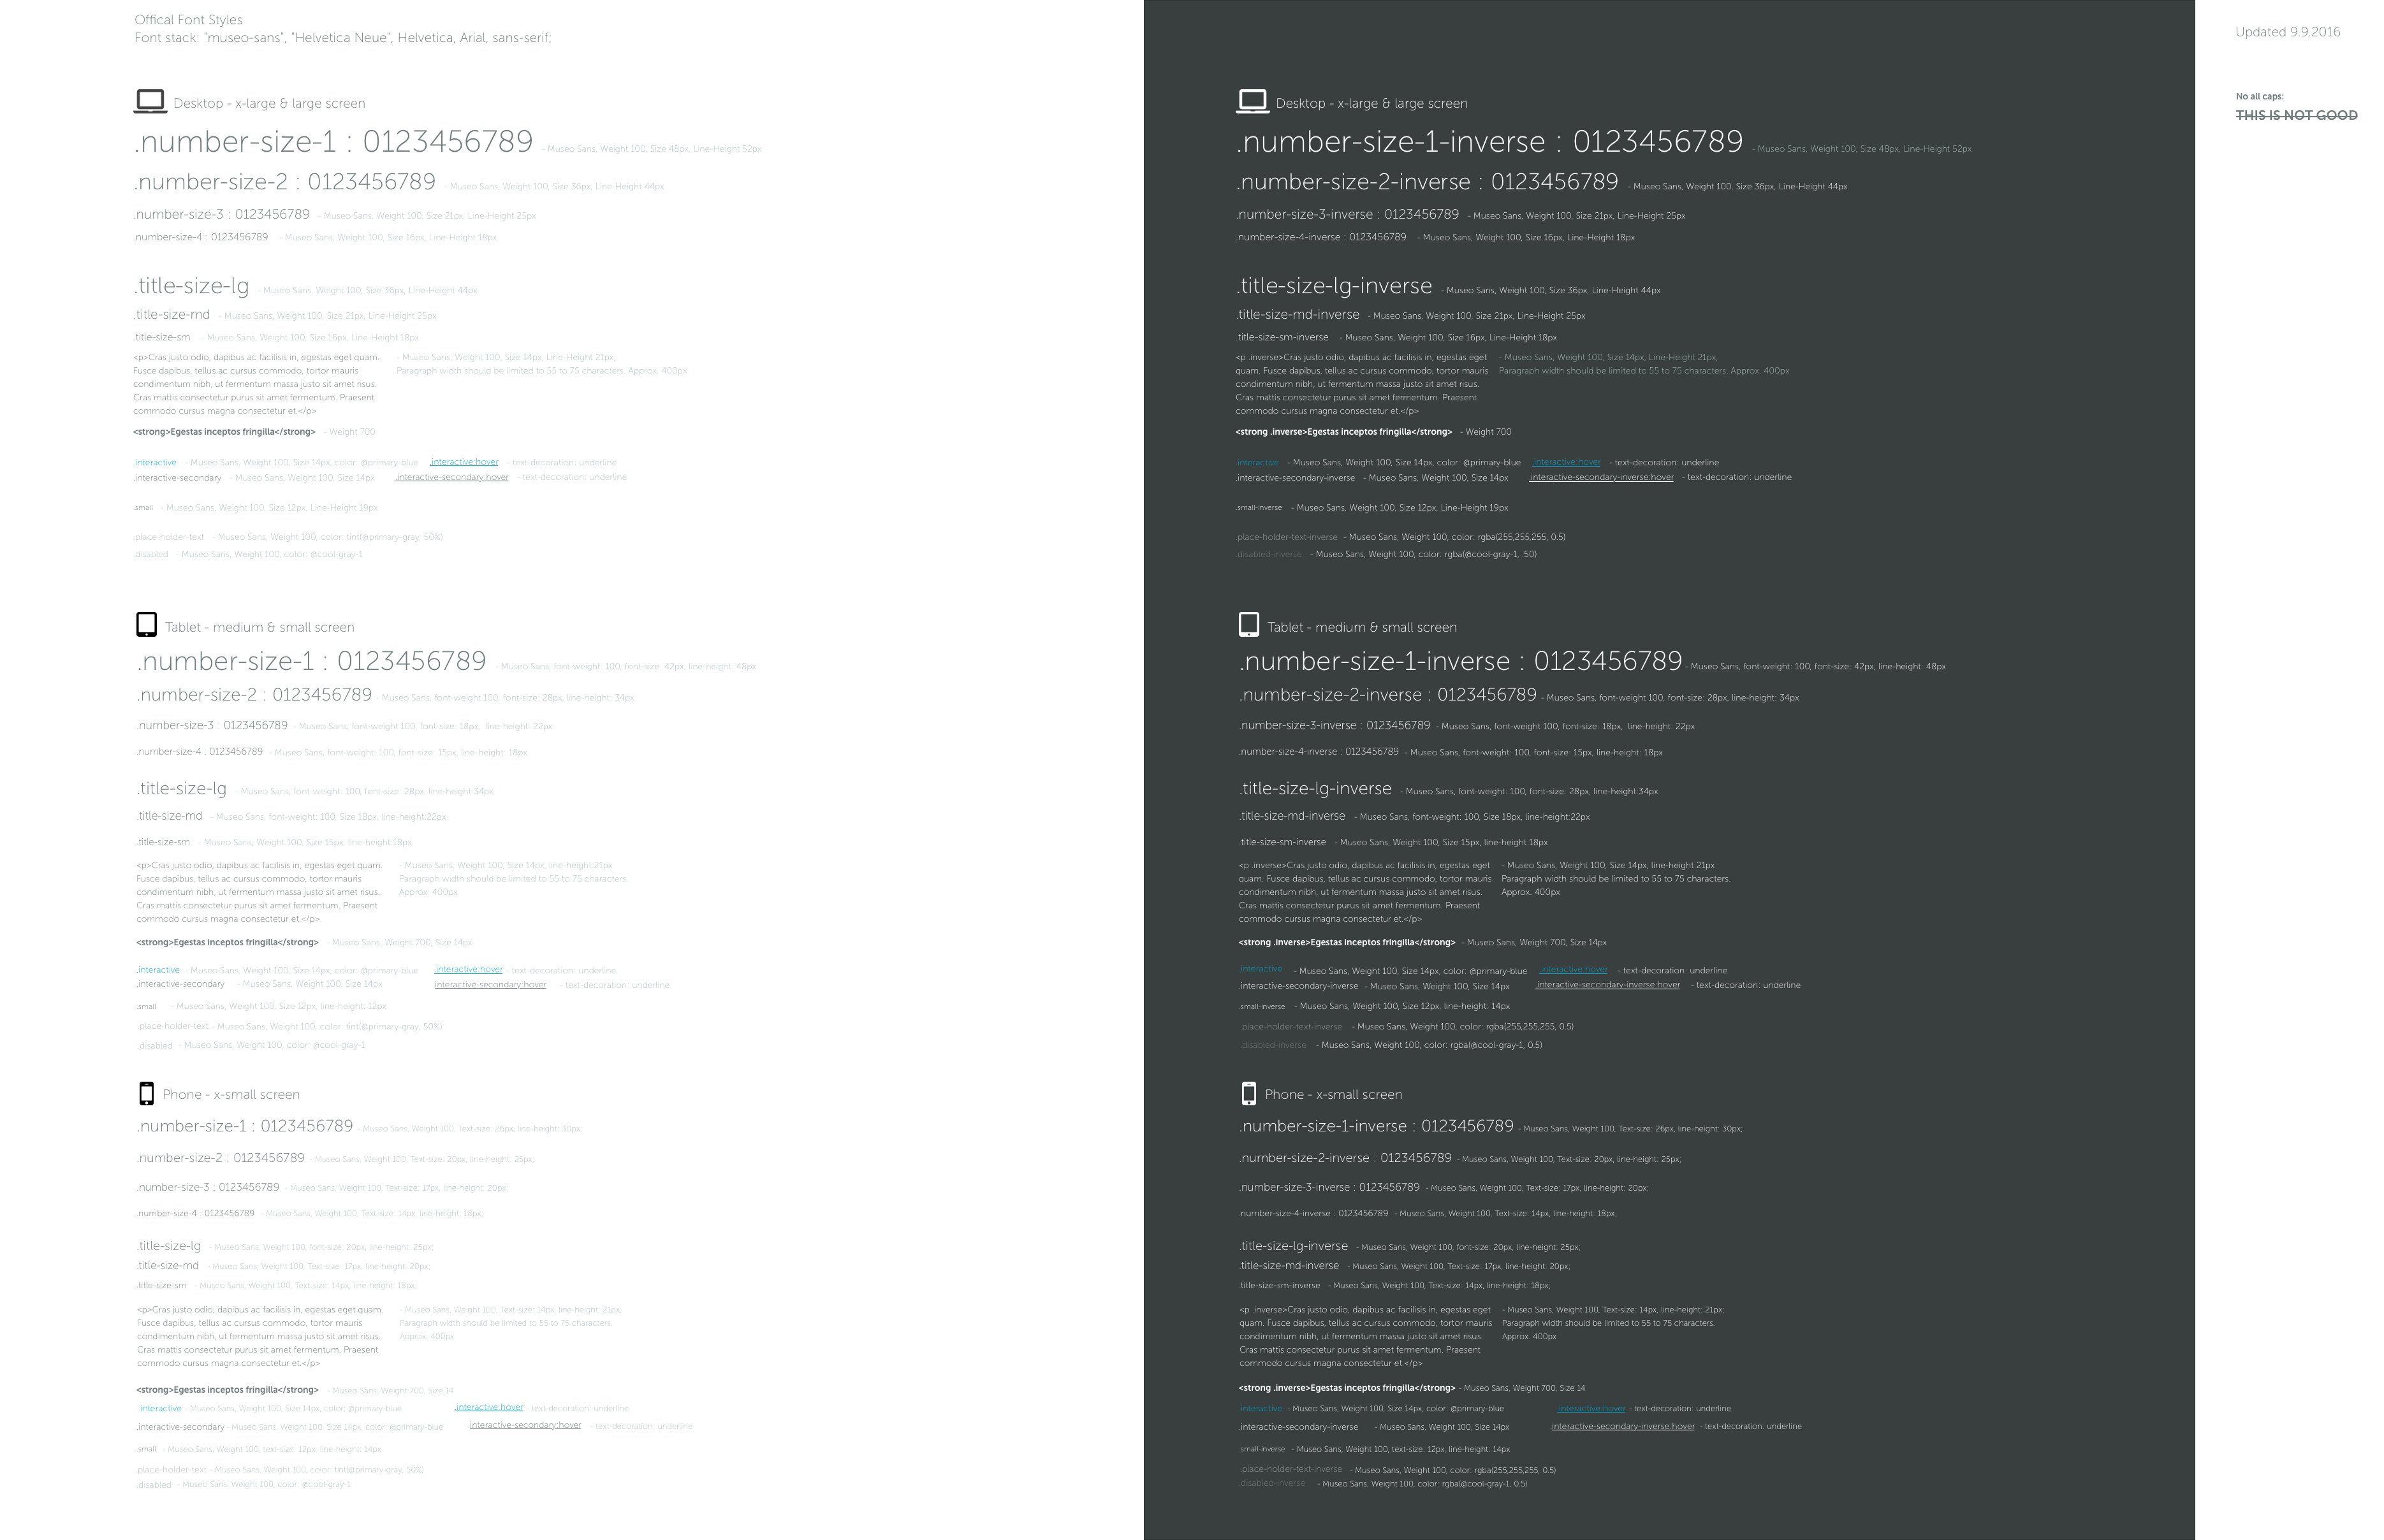 Offical Font Styles
Font stack: "museo-sans", "Helvetica Neue", Helvetica, Arial, sans-serif;
Desktop - x-large & large screen
.number-size-1 : 0123456789 - Museo Sans, Weight 100, Size 48px, Line-Height 52px
.number-size-2 : 0123456789 - Museo Sans, Weight 100, Size 36px, Line-Height 44px
.number-size-3 : 0123456789 - Museo Sans, Weight 100, Size 21px, Line-Height 25px
.number-size-4 : 0123456789 - Museo Sans, Weight 100, Size 16px, Line-Height 18px
.title-size-lg - Museo Sans, Weight 100, Size 36px, Line-Height 44px
.title-size-md - Museo Sans, Weight 100, Size 21px, Line-Height 25px
.title-size-sm - Museo Sans, Weight 100, Size 16px, Line-Height 18px
<p>Cras justo odio, dapibus ac facilisis in, egestas eget quam. - Museo Sans, Weight 100, Size 14px, Line-Height 21px,
Fusce dapibus, tellus ac cursus commodo, tortor mauris Paragraph width should be limited to 55 to 75 characters. Approx. 400px
condimentum nibh, ut fermentum massa justo sit amet risus.
Cras mattis consectetur purus sit amet fermentum. Praesent
commodo cursus magna consectetur et.</p>
<strong>Egestas inceptos fringilla</strong> - Weight 700
.interactive - Museo Sans, Weight 100, Size 14px, color: @primary-blue .interactive:hover - text-decoration: underline
.interactive-secondary - Museo Sans, Weight 100, Size 14px .interactive-secondary:hover - text-decoration: underline
.small - Museo Sans, Weight 100, Size 12px, Line-Height 19px
.place-holder-text - Museo Sans, Weight 100, color: tint(@primary-gray, 50%)
.disabled - Museo Sans, Weight 100, color: @cool-gray-1
Tablet - medium & small screen
.number-size-1 : 0123456789 - Museo Sans, font-weight: 100, font-size: 42px, line-height: 48px
.number-size-2 : 0123456789 - Museo Sans, font-weight 100, font-size: 28px, line-height: 34px
.number-size-3 : 0123456789 - Museo Sans, font-weight 100, font-size: 18px, line-height: 22px
.number-size-4 : 0123456789 - Museo Sans, font-weight: 100, font-size: 15px, line-height: 18px
.title-size-lg - Museo Sans, font-weight: 100, font-size: 28px, line-height:34px
.title-size-md - Museo Sans, font-weight: 100, Size 18px, line-height:22px
.title-size-sm - Museo Sans, Weight 100, Size 15px, line-height:18px
<p>Cras justo odio, dapibus ac facilisis in, egestas eget quam. - Museo Sans, Weight 100, Size 14px, line-height:21px
Fusce dapibus, tellus ac cursus commodo, tortor mauris Paragraph width should be limited to 55 to 75 characters.
condimentum nibh, ut fermentum massa justo sit amet risus. Approx. 400px
Cras mattis consectetur purus sit amet fermentum. Praesent
commodo cursus magna consectetur et.</p>
<strong>Egestas inceptos fringilla</strong> - Museo Sans, Weight 700, Size 14px
.interactive - Museo Sans, Weight 100, Size 14px, color: @primary-blue .interactive:hover - text-decoration: underline
.interactive-secondary - Museo Sans, Weight 100, Size 14px interactive-secondary:hover - text-decoration: underline
.small - Museo Sans, Weight 100, Size 12px, line-height: 12px
.place-holder-text - Museo Sans, Weight 100, color: tint(@primary-gray, 50%)
.disabled - Museo Sans, Weight 100, color: @cool-gray-1
Phone - x-small screen
.number-size-1 : 0123456789 - Museo Sans, Weight 100, Text-size: 26px, line-height: 30px;
.number-size-2 : 0123456789 - Museo Sans, Weight 100, Text-size: 20px, line-height: 25px;
.number-size-3 : 0123456789 - Museo Sans, Weight 100, Text-size: 17px, line-height: 20px;
.number-size-4 : 0123456789 - Museo Sans, Weight 100, Text-size: 14px, line-height: 18px;
.title-size-lg - Museo Sans, Weight 100, font-size: 20px, line-height: 25px;
.title-size-md - Museo Sans, Weight 100, Text-size: 17px, line-height: 20px;
.title-size-sm - Museo Sans, Weight 100, Text-size: 14px, line-height: 18px;
<p>Cras justo odio, dapibus ac facilisis in, egestas eget quam. - Museo Sans, Weight 100, Text-size: 14px, line-height: 21px;
Fusce dapibus, tellus ac cursus commodo, tortor mauris Paragraph width should be limited to 55 to 75 characters.
condimentum nibh, ut fermentum massa justo sit amet risus. Approx. 400px
Cras mattis consectetur purus sit amet fermentum. Praesent
commodo cursus magna consectetur et.</p>
<strong>Egestas inceptos fringilla</strong> - Museo Sans, Weight 700, Size 14
.interactive - Museo Sans, Weight 100, Size 14px, color: @primary-blue .interactive:hover - text-decoration: underline
.interactive-secondary - Museo Sans, Weight 100, Size 14px, color: @primary-blue .interactive-secondary:hover - text-decoration: underline
.small - Museo Sans, Weight 100, text-size: 12px, line-height: 14px
.place-holder-text - Museo Sans, Weight 100, color: tint(@primary-gray, 50%)
.disabled - Museo Sans, Weight 100, color: @cool-gray-1
Desktop - x-large & large screen
.number-size-1-inverse : 0123456789 - Museo Sans, Weight 100, Size 48px, Line-Height 52px
.number-size-2-inverse : 0123456789 - Museo Sans, Weight 100, Size 36px, Line-Height 44px
.number-size-3-inverse : 0123456789 - Museo Sans, Weight 100, Size 21px, Line-Height 25px
.number-size-4-inverse : 0123456789 - Museo Sans, Weight 100, Size 16px, Line-Height 18px
.title-size-lg-inverse - Museo Sans, Weight 100, Size 36px, Line-Height 44px
.title-size-md-inverse - Museo Sans, Weight 100, Size 21px, Line-Height 25px
.title-size-sm-inverse - Museo Sans, Weight 100, Size 16px, Line-Height 18px
<p .inverse>Cras justo odio, dapibus ac facilisis in, egestas eget - Museo Sans, Weight 100, Size 14px, Line-Height 21px,
quam. Fusce dapibus, tellus ac cursus commodo, tortor mauris Paragraph width should be limited to 55 to 75 characters. Approx. 400px
condimentum nibh, ut fermentum massa justo sit amet risus.
Cras mattis consectetur purus sit amet fermentum. Praesent
commodo cursus magna consectetur et.</p>
<strong .inverse>Egestas inceptos fringilla</strong> - Weight 700
.interactive - Museo Sans, Weight 100, Size 14px, color: @primary-blue .interactive:hover - text-decoration: underline
.interactive-secondary-inverse - Museo Sans, Weight 100, Size 14px .interactive-secondary-inverse:hover - text-decoration: underline
.small-inverse - Museo Sans, Weight 100, Size 12px, Line-Height 19px
.place-holder-text-inverse - Museo Sans, Weight 100, color: rgba(255,255,255, 0.5)
.disabled-inverse - Museo Sans, Weight 100, color: rgba(@cool-gray-1, .50)
Tablet - medium & small screen
.number-size-1-inverse : 0123456789 - Museo Sans, font-weight: 100, font-size: 42px, line-height: 48px
.number-size-2-inverse : 0123456789 - Museo Sans, font-weight 100, font-size: 28px, line-height: 34px
.number-size-3-inverse : 0123456789 - Museo Sans, font-weight 100, font-size: 18px, line-height: 22px
.number-size-4-inverse : 0123456789 - Museo Sans, font-weight: 100, font-size: 15px, line-height: 18px
.title-size-lg-inverse - Museo Sans, font-weight: 100, font-size: 28px, line-height:34px
.title-size-md-inverse - Museo Sans, font-weight: 100, Size 18px, line-height:22px
.title-size-sm-inverse - Museo Sans, Weight 100, Size 15px, line-height:18px
<p .inverse>Cras justo odio, dapibus ac facilisis in, egestas eget - Museo Sans, Weight 100, Size 14px, line-height:21px
quam. Fusce dapibus, tellus ac cursus commodo, tortor mauris Paragraph width should be limited to 55 to 75 characters.
condimentum nibh, ut fermentum massa justo sit amet risus. Approx. 400px
Cras mattis consectetur purus sit amet fermentum. Praesent
commodo cursus magna consectetur et.</p>
<strong .inverse>Egestas inceptos fringilla</strong> - Museo Sans, Weight 700, Size 14px
.interactive - Museo Sans, Weight 100, Size 14px, color: @primary-blue .interactive:hover - text-decoration: underline
.interactive-secondary-inverse - Museo Sans, Weight 100, Size 14px .interactive-secondary-inverse:hover - text-decoration: underline
.small-inverse - Museo Sans, Weight 100, Size 12px, line-height: 14px
.place-holder-text-inverse - Museo Sans, Weight 100, color: rgba(255,255,255, 0.5)
.disabled-inverse - Museo Sans, Weight 100, color: rgba(@cool-gray-1, 0.5)
Phone - x-small screen
.number-size-1-inverse : 0123456789 - Museo Sans, Weight 100, Text-size: 26px, line-height: 30px;
.number-size-2-inverse : 0123456789 - Museo Sans, Weight 100, Text-size: 20px, line-height: 25px;
.number-size-3-inverse : 0123456789 - Museo Sans, Weight 100, Text-size: 17px, line-height: 20px;
.number-size-4-inverse : 0123456789 - Museo Sans, Weight 100, Text-size: 14px, line-height: 18px;
.title-size-lg-inverse - Museo Sans, Weight 100, font-size: 20px, line-height: 25px;
.title-size-md-inverse - Museo Sans, Weight 100, Text-size: 17px, line-height: 20px;
.title-size-sm-inverse - Museo Sans, Weight 100, Text-size: 14px, line-height: 18px;
<p .inverse>Cras justo odio, dapibus ac facilisis in, egestas eget - Museo Sans, Weight 100, Text-size: 14px, line-height: 21px;
quam. Fusce dapibus, tellus ac cursus commodo, tortor mauris Paragraph width should be limited to 55 to 75 characters.
condimentum nibh, ut fermentum massa justo sit amet risus. Approx. 400px
Cras mattis consectetur purus sit amet fermentum. Praesent
commodo cursus magna consectetur et.</p>
<strong .inverse>Egestas inceptos fringilla</strong> - Museo Sans, Weight 700, Size 14
.interactive - Museo Sans, Weight 100, Size 14px, color: @primary-blue .interactive:hover - text-decoration: underline
.interactive-secondary-inverse - Museo Sans, Weight 100, Size 14px .interactive-secondary-inverse:hover - text-decoration: underline
.small-inverse - Museo Sans, Weight 100, text-size: 12px, line-height: 14px
.place-holder-text-inverse - Museo Sans, Weight 100, color: rgba(255,255,255, 0.5)
.disabled-inverse - Museo Sans, Weight 100, color: rgba(@cool-gray-1, 0.5)
Updated 9.9.2016
No all caps:
THIS IS NOT GOOD